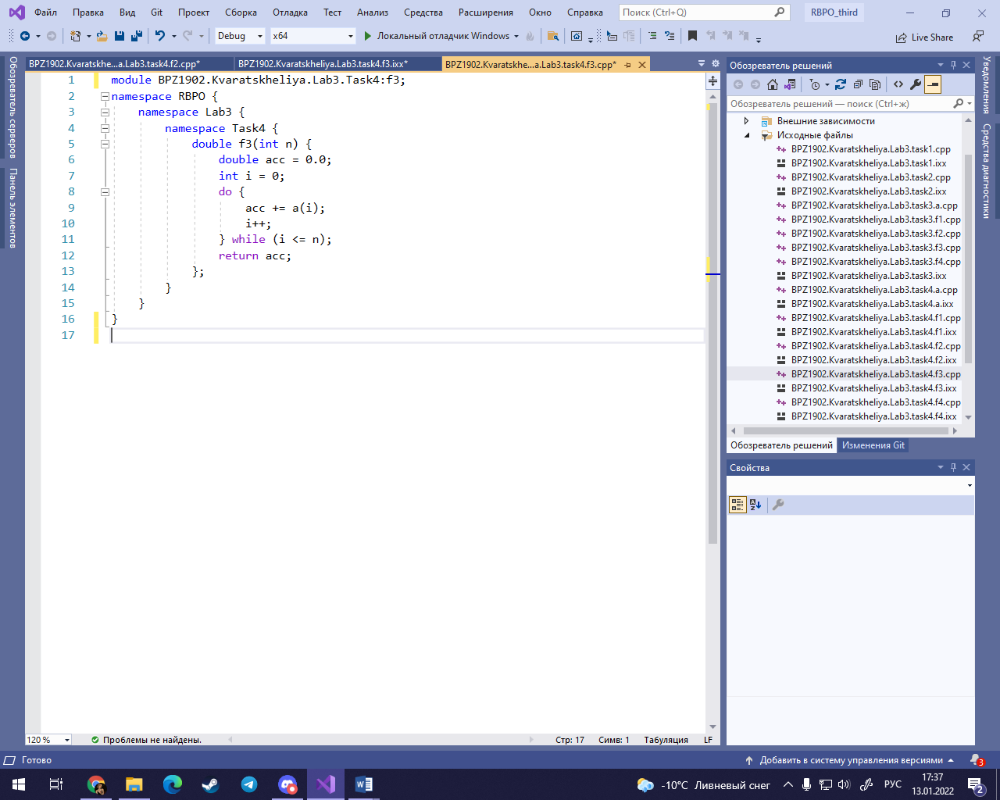 Файл Правка Вид Git Проект Сборка Отладка Тест Анализ Средства Расширения Окно Справка Поиск (Ctrl+Q) RBPO_third
Debug x64 Локальный отладчик Windows Live Share
Обозреватель серверов
Панель элементов
BPZ1902.Kvaratskhe...a.Lab3.task4.f2.cpp* BPZ1902.Kvaratskheliya.Lab3.task4.f3.ixx* BPZ1902.Kvaratskhe...a.Lab3.task4.f3.cpp*
1 module BPZ1902.Kvaratskheliya.Lab3.Task4:f3;
2 namespace RBPO {
3 namespace Lab3 {
4 namespace Task4 {
5 double f3(int n) {
6 double acc = 0.0;
7 int i = 0;
8 do {
9 acc += a(i);
10 i++;
11 } while (i <= n);
12 return acc;
13 };
14 }
15 }
16 }
17
120 % Проблемы не найдены. Стр: 17 Симв: 1 Табуляция LF
Обозреватель решений
Обозреватель решений — поиск (Ctrl+ж)
Внешние зависимости
Исходные файлы
BPZ1902.Kvaratskheliya.Lab3.task1.cpp
BPZ1902.Kvaratskheliya.Lab3.task1.ixx
BPZ1902.Kvaratskheliya.Lab3.task2.cpp
BPZ1902.Kvaratskheliya.Lab3.task2.ixx
BPZ1902.Kvaratskheliya.Lab3.task3.a.cpp
BPZ1902.Kvaratskheliya.Lab3.task3.f1.cpp
BPZ1902.Kvaratskheliya.Lab3.task3.f2.cpp
BPZ1902.Kvaratskheliya.Lab3.task3.f3.cpp
BPZ1902.Kvaratskheliya.Lab3.task3.f4.cpp
BPZ1902.Kvaratskheliya.Lab3.task3.ixx
BPZ1902.Kvaratskheliya.Lab3.task4.a.cpp
BPZ1902.Kvaratskheliya.Lab3.task4.a.ixx
BPZ1902.Kvaratskheliya.Lab3.task4.f1.cpp
BPZ1902.Kvaratskheliya.Lab3.task4.f1.ixx
BPZ1902.Kvaratskheliya.Lab3.task4.f2.cpp
BPZ1902.Kvaratskheliya.Lab3.task4.f2.ixx
BPZ1902.Kvaratskheliya.Lab3.task4.f3.cpp
BPZ1902.Kvaratskheliya.Lab3.task4.f3.ixx
BPZ1902.Kvaratskheliya.Lab3.task4.f4.cpp
BPZ1902.Kvaratskheliya.Lab3.task4.f4.ixx
Обозреватель решений Изменения Git
Свойства
Уведомления
Средства диагностики
Готово Добавить в систему управления версиями 3
-10°C Ливневый снег РУС 17:37
13.01.2022 2